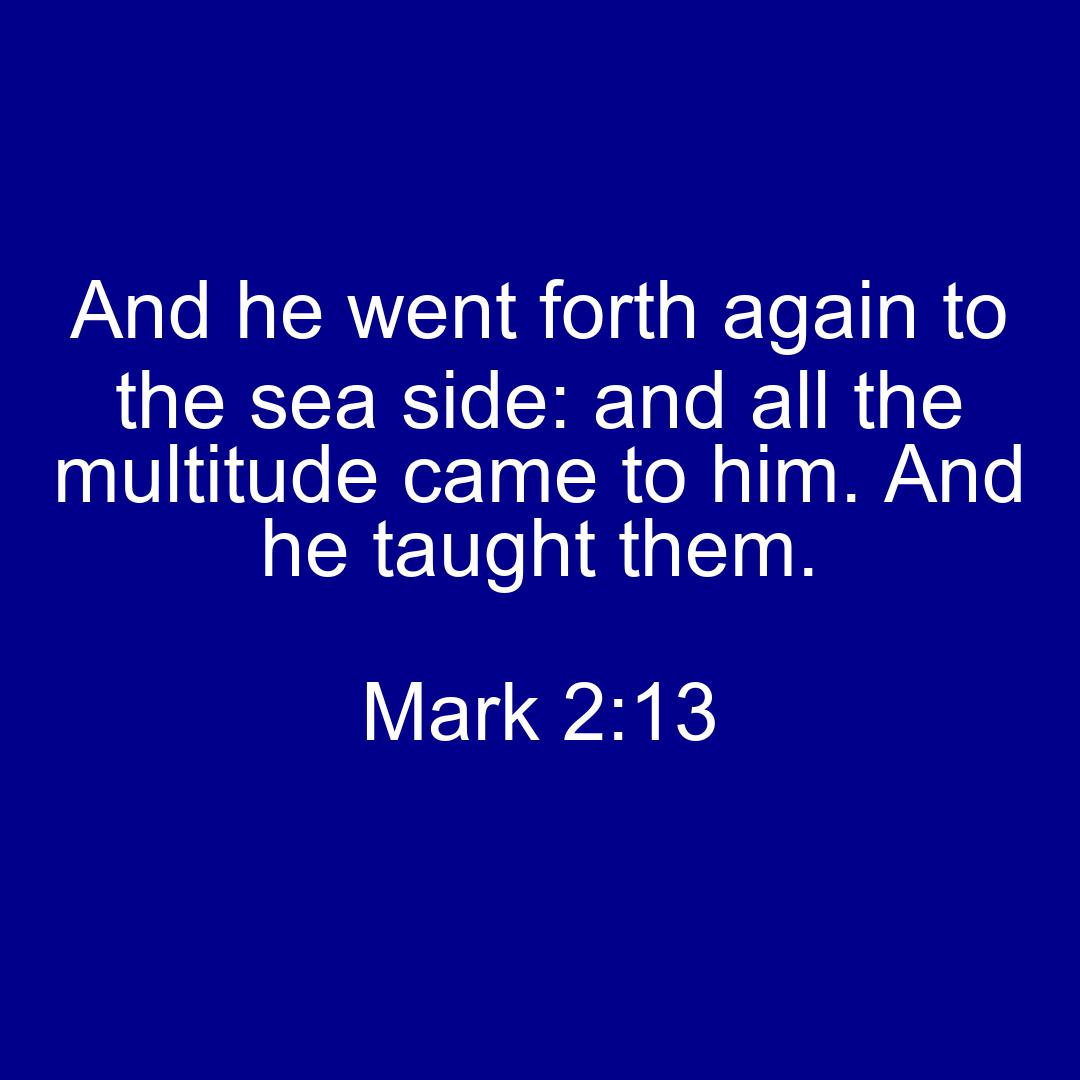 And he went forth again to
the sea side: and all the
multitude came to him. And
he taught them.
Mark 2:13